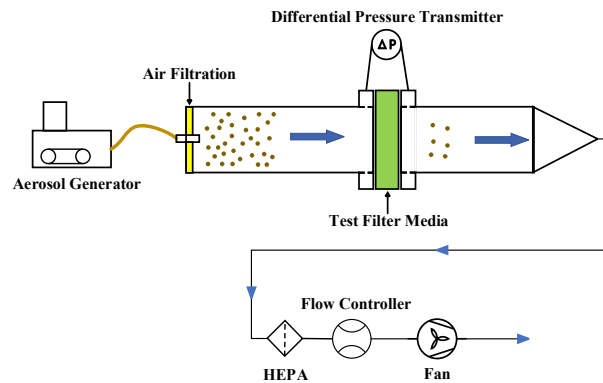 Differential Pressure Transmitter
ΔP
Air Filtration
Aerosol Generator
Test Filter Media
Flow Controller
HEPA
Fan